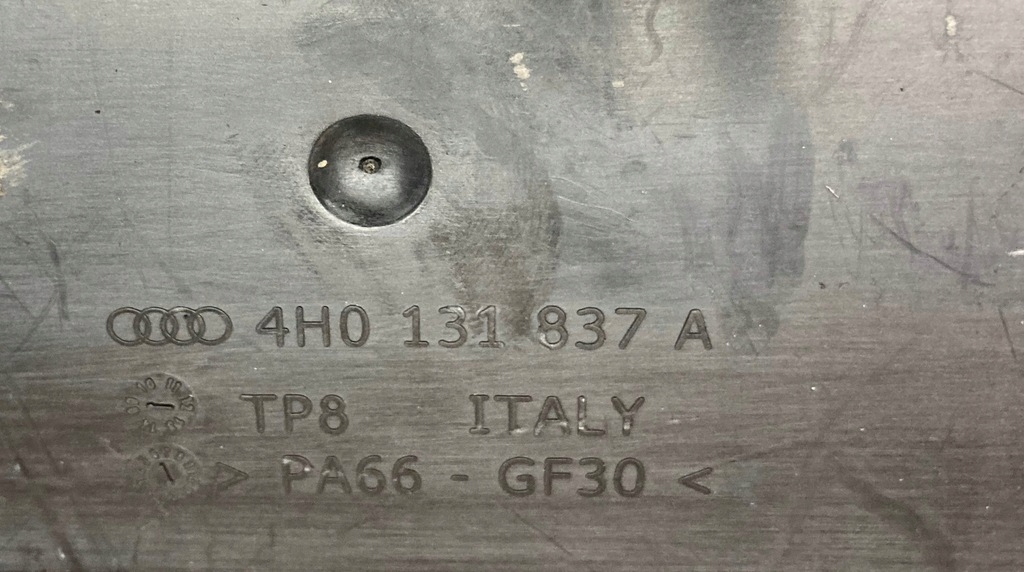 4H0 131 837 A
TP8 ITALY
> PA66 - GF30 <